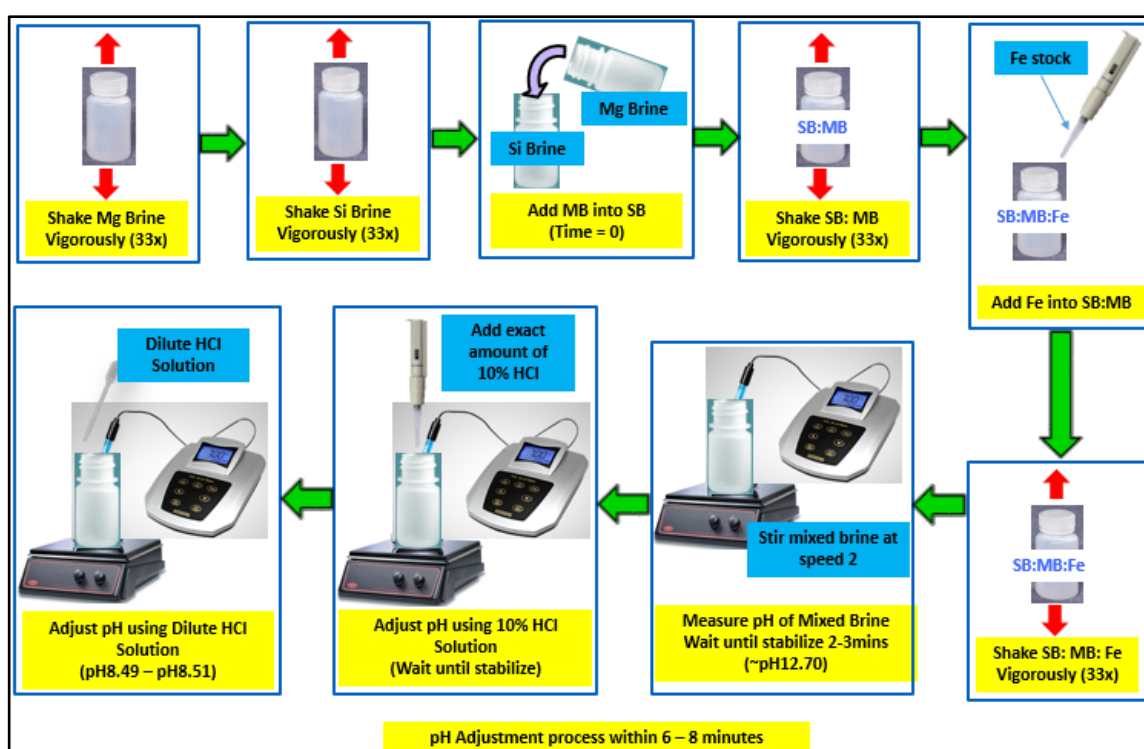 Shake Mg Brine
Vigorously (33x)
Shake Si Brine
Vigorously (33x)
Mg Brine
Si Brine
Add MB into SB
(Time = 0)
SB:MB
Shake SB: MB
Vigorously (33x)
Fe stock
SB:MB:Fe
Add Fe into SB:MB
Dilute HCl
Solution
Adjust pH using Dilute HCl
Solution
(pH8.49 – pH8.51)
Add exact
amount of
10% HCl
Adjust pH using 10% HCl
Solution
(Wait until stabilize)
Stir mixed brine at
speed 2
Measure pH of Mixed Brine
Wait until stabilize 2-3mins
(~pH12.70)
SB:MB:Fe
Shake SB: MB: Fe
Vigorously (33x)
pH Adjustment process within 6 – 8 minutes